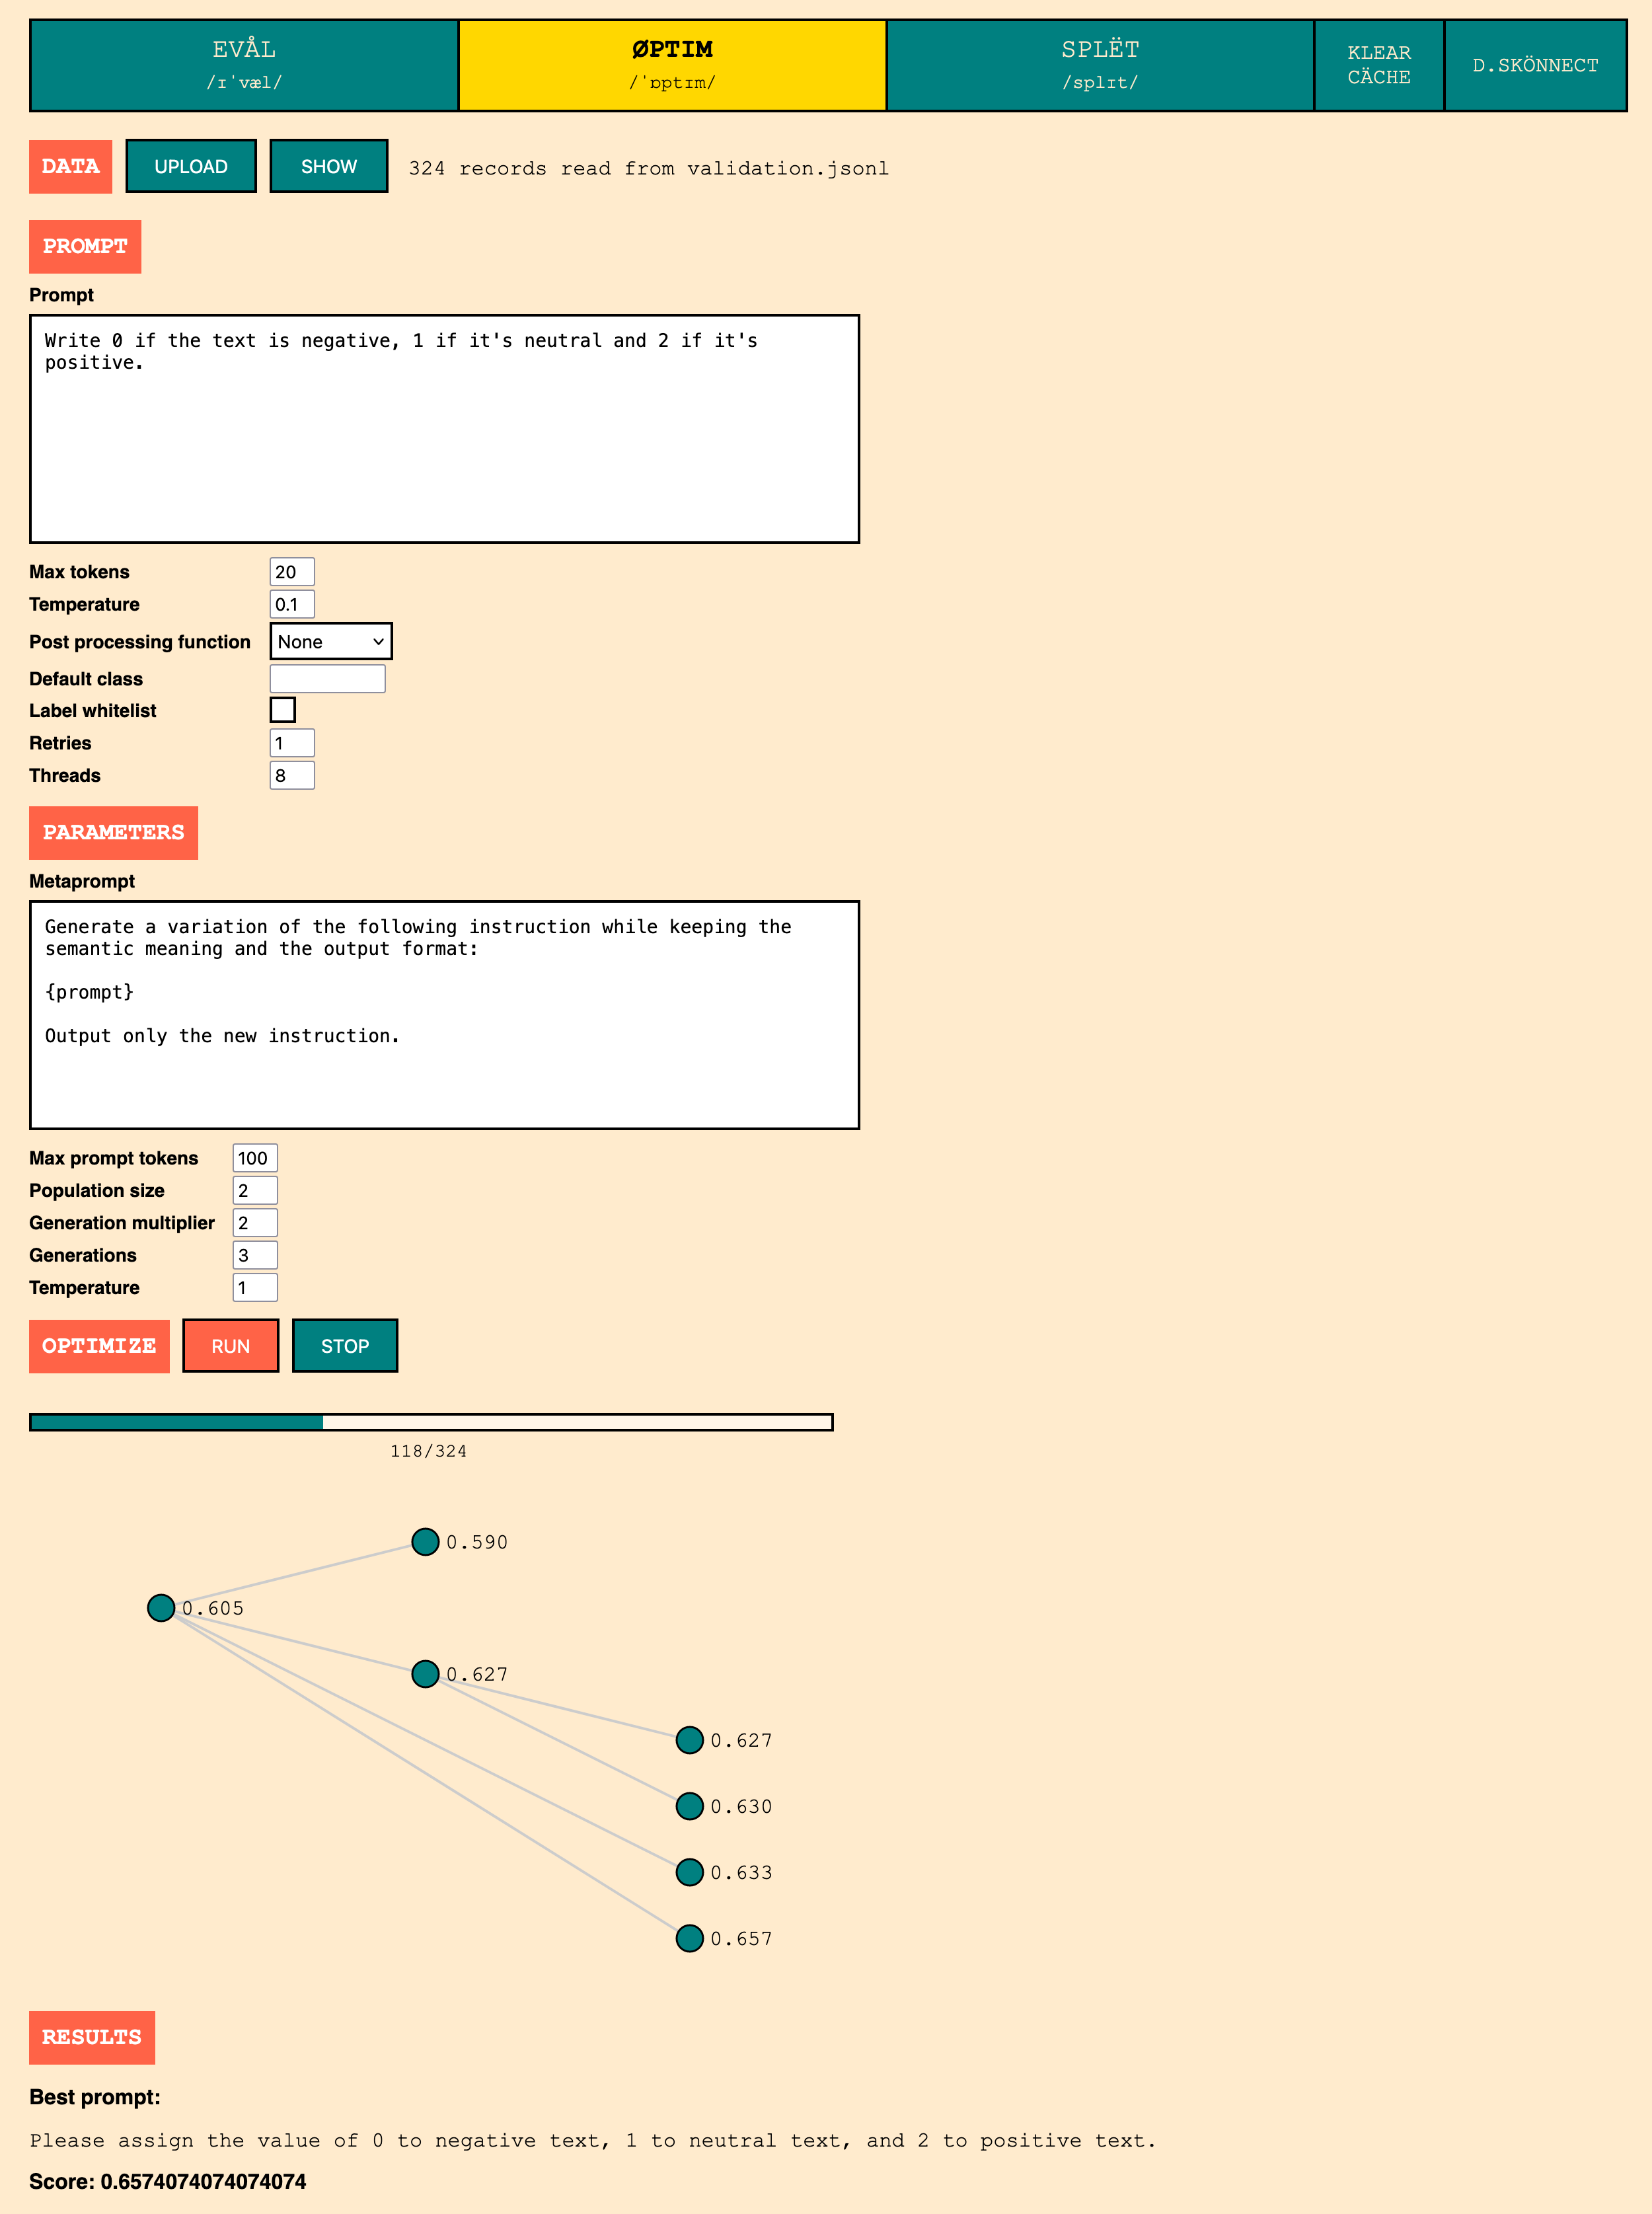 EVÅL
/ɪˈvæl/
ØPTIM
/ˈɒptɪm/
SPLËT
/splɪt/
KLEAR
CÄCHE
D.SKÖNNECT
DATA
UPLOAD
SHOW
324 records read from validation.jsonl
PROMPT
Prompt
Write 0 if the text is negative, 1 if it's neutral and 2 if it's
positive.
Max tokens 20
Temperature 0.1
Post processing function None
Default class
Label whitelist
Retries 1
Threads 8
PARAMETERS
Metaprompt
Generate a variation of the following instruction while keeping the
semantic meaning and the output format:
{prompt}
Output only the new instruction.
Max prompt tokens 100
Population size 2
Generation multiplier 2
Generations 3
Temperature 1
OPTIMIZE
RUN
STOP
118/324
0.590
0.605
0.627
0.627
0.630
0.633
0.657
RESULTS
Best prompt:
Please assign the value of 0 to negative text, 1 to neutral text, and 2 to positive text.
Score: 0.6574074074074074